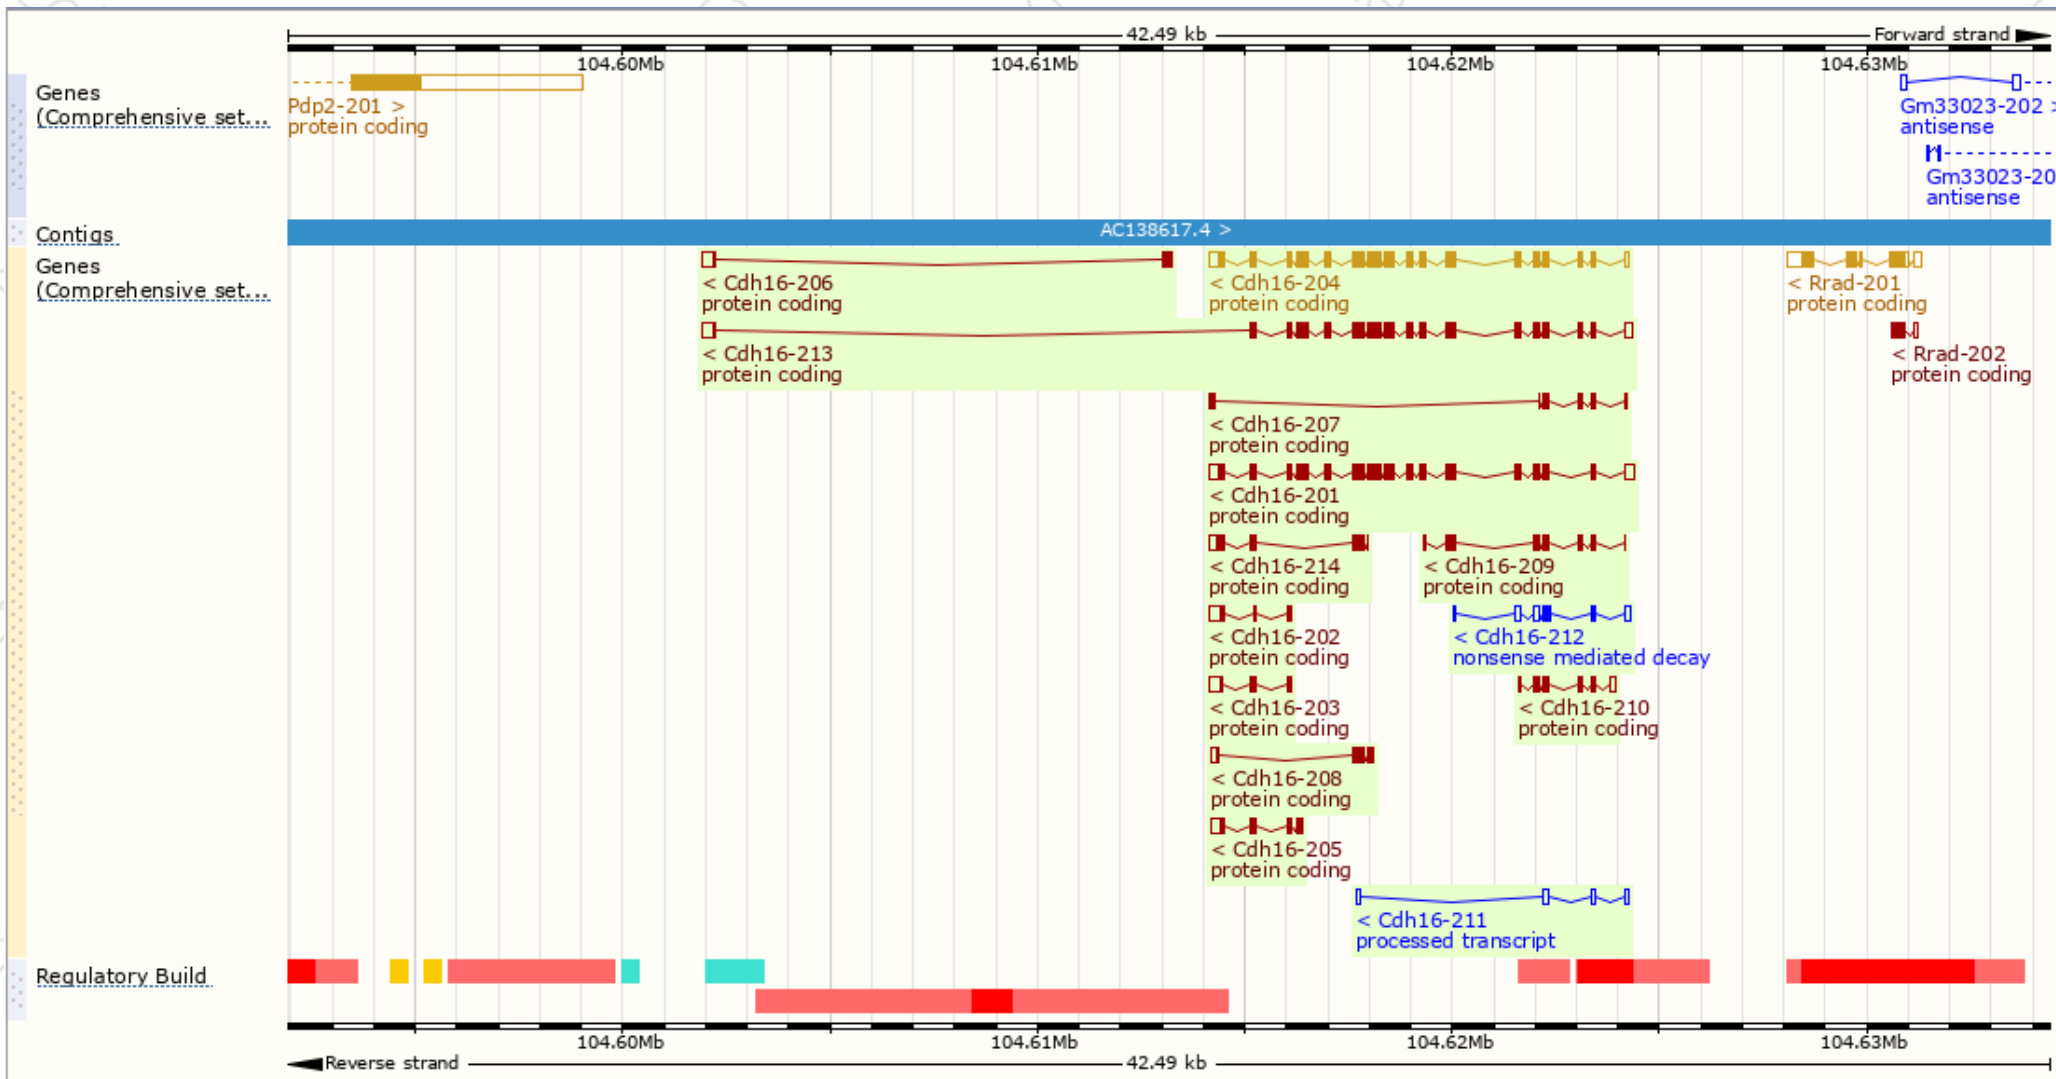 42.49 kb
Forward strand
104.60Mb 104.61Mb 104.62Mb 104.63Mb
Genes
(Comprehensive set...
Pdp2-201 >
protein coding
Gm33023-202 >
antisense
Gm33023-20
antisense
Contigs
AC138617.4 >
Genes
(Comprehensive set...
< Cdh16-206
protein coding
< Cdh16-204
protein coding
< Rrad-201
protein coding
< Cdh16-213
protein coding
< Rrad-202
protein coding
< Cdh16-207
protein coding
< Cdh16-201
protein coding
< Cdh16-214
protein coding
< Cdh16-209
protein coding
< Cdh16-202
protein coding
< Cdh16-212
nonsense mediated decay
< Cdh16-203
protein coding
< Cdh16-210
protein coding
< Cdh16-208
protein coding
< Cdh16-205
protein coding
< Cdh16-211
processed transcript
Regulatory Build
104.60Mb 104.61Mb 104.62Mb 104.63Mb
Reverse strand
42.49 kb